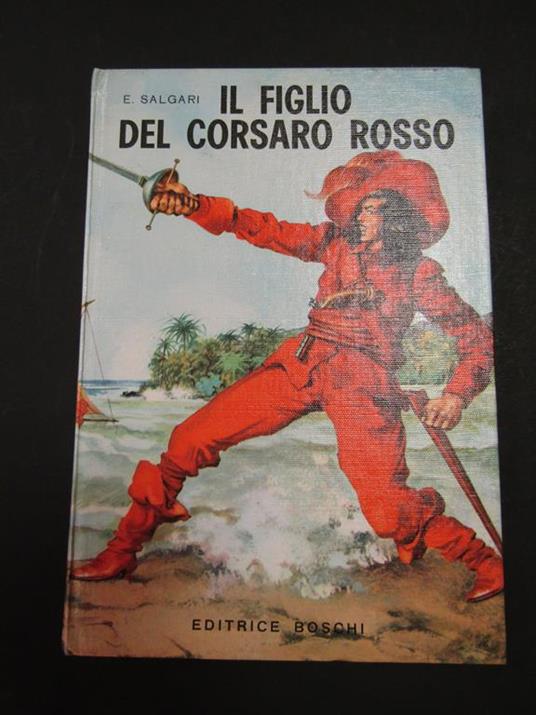 E. SALGARI IL FIGLIO
DEL CORSARO ROSSO
EDITRICE BOSCHI